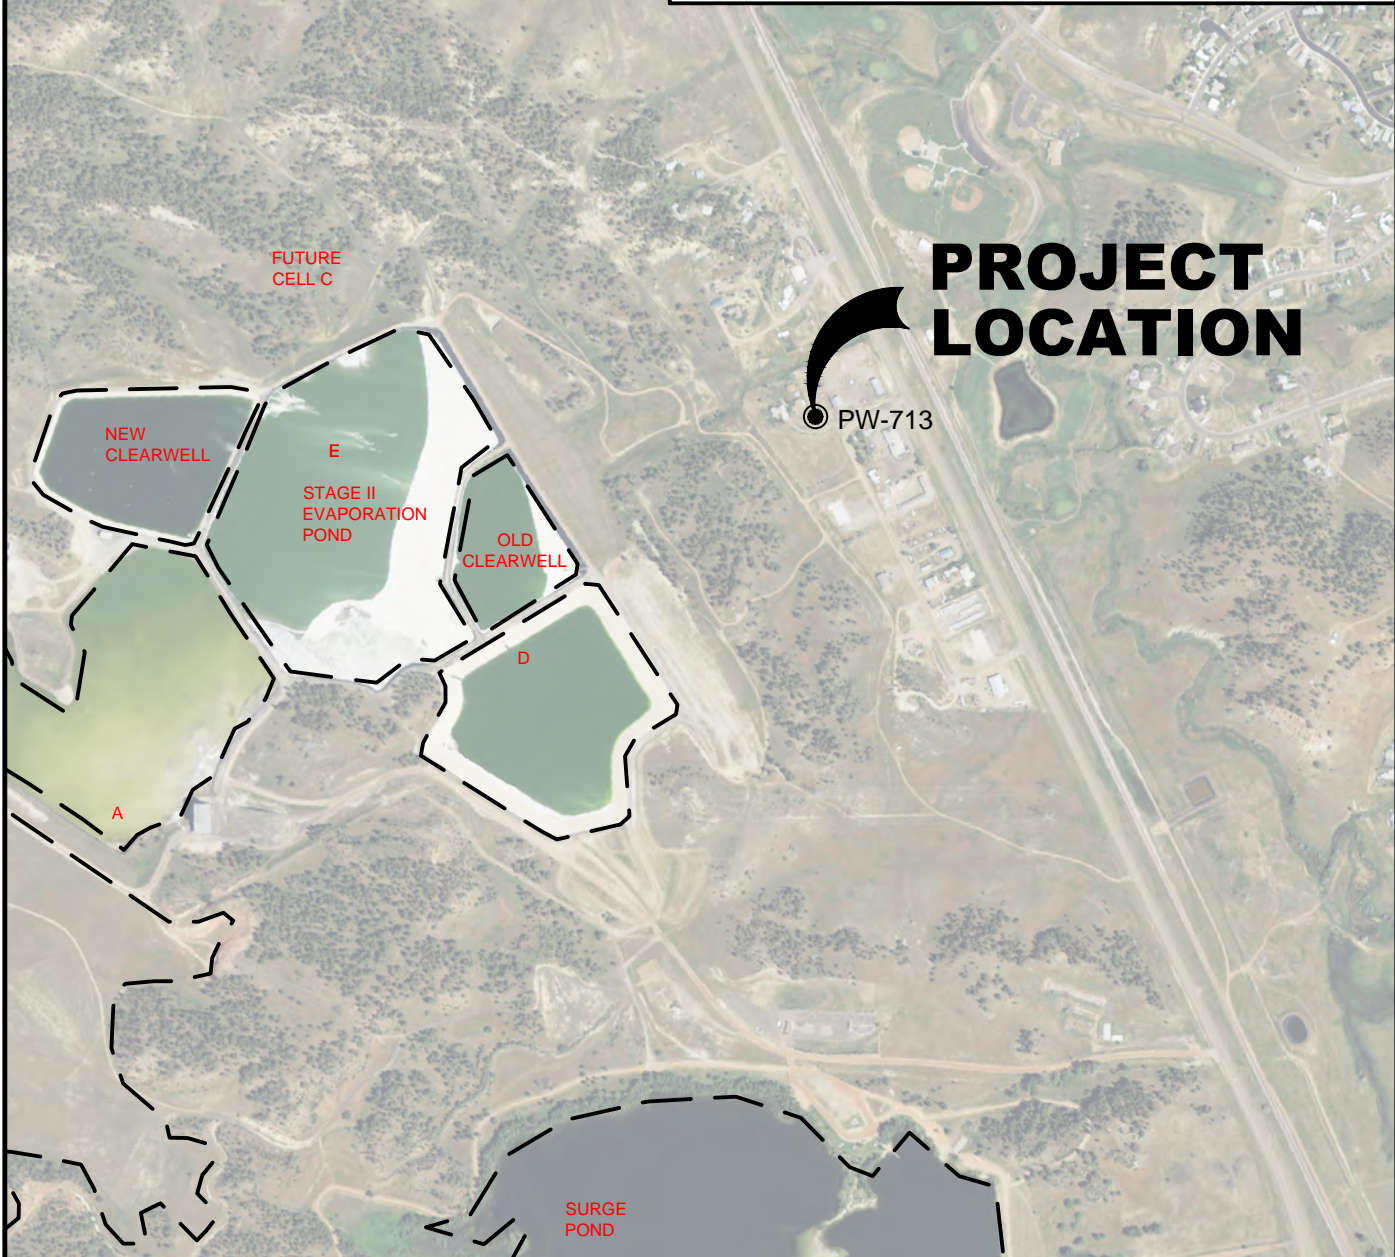 PROJECT
LOCATION
FUTURE
CELL C
PW-713
NEW
CLEARWELL
E
STAGE II
EVAPORATION
POND
OLD
CLEARWELL
D
A
SURGE
POND